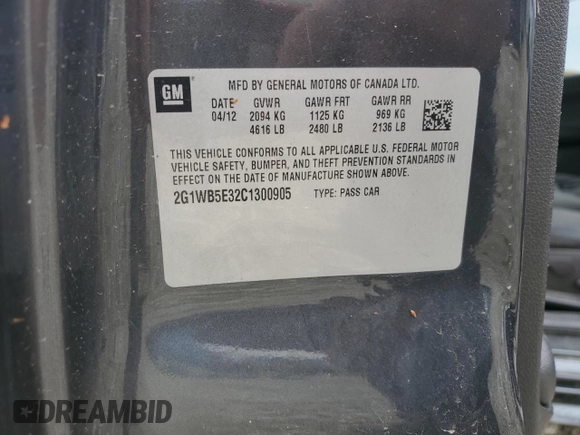 GM
MFD BY GENERAL MOTORS OF CANADA LTD.
DATE GVWR GAWR FRT GAWR RR
04/12 2094 KG 1125 KG 969 KG
4616 LB 2480 LB 2136 LB
THIS VEHICLE CONFORMS TO ALL APPLICABLE U.S. FEDERAL MOTOR
VEHICLE SAFETY, BUMPER, AND THEFT PREVENTION STANDARDS IN
EFFECT ON THE DATE OF MANUFACTURE SHOWN ABOVE.
2G1WB5E32C1300905 TYPE: PASS CAR
DREAMBID